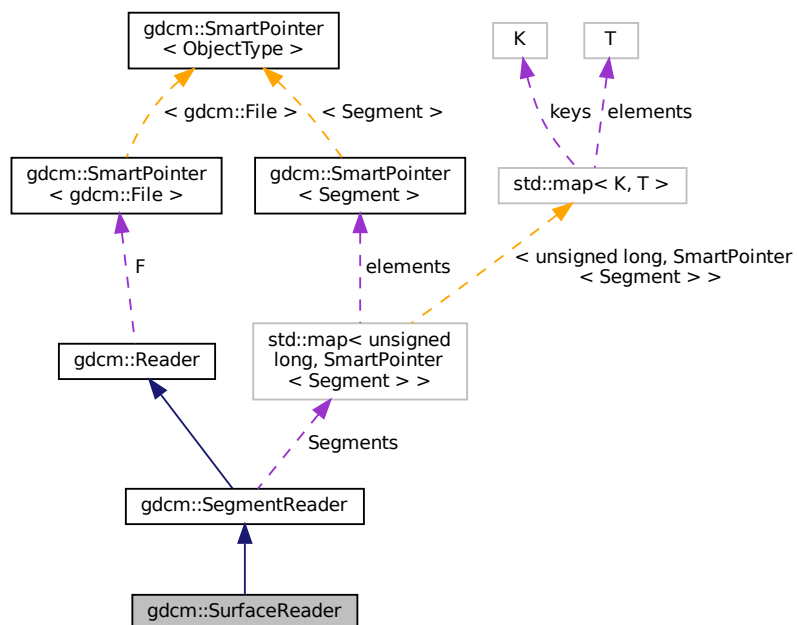 gdcm::SmartPointer
< ObjectType >
K
T
< gdcm::File >
< Segment >
keys
elements
gdcm::SmartPointer
< gdcm::File >
gdcm::SmartPointer
< Segment >
std::map< K, T >
F
elements
< unsigned long, SmartPointer
< Segment > >
gdcm::Reader
std::map< unsigned
long, SmartPointer
< Segment > >
Segments
gdcm::SegmentReader
gdcm::SurfaceReader